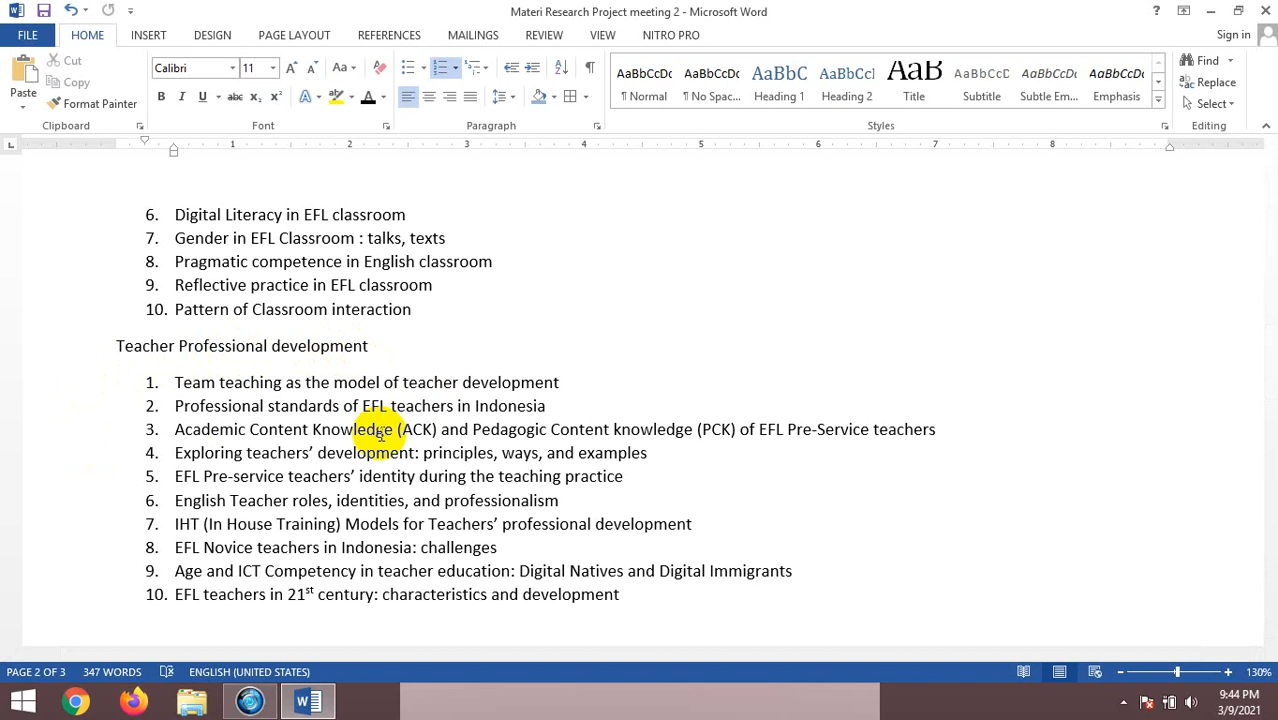 Materi Research Project meeting 2 - Microsoft Word
Sign in
FILE HOME INSERT DESIGN PAGE LAYOUT REFERENCES MAILINGS REVIEW VIEW NITRO PRO
Cut
Copy
Format Painter
Paste
Clipboard
Calibri 11
Font
Paragraph
AaBbCcDc AaBbCcDc AaBbC AaBbCcC AaB AaBbCcD AaBbCcDc AaBbCcDc
¶ Normal ¶ No Spac... Heading 1 Heading 2 Title Subtitle Subtle Em... Emphasis
Styles
Find
Replace
Select
Editing
1 2 3 4 5 6 7 8
6. Digital Literacy in EFL classroom
7. Gender in EFL Classroom : talks, texts
8. Pragmatic competence in English classroom
9. Reflective practice in EFL classroom
10. Pattern of Classroom interaction
Teacher Professional development
1. Team teaching as the model of teacher development
2. Professional standards of EFL teachers in Indonesia
3. Academic Content Knowledge (ACK) and Pedagogic Content knowledge (PCK) of EFL Pre-Service teachers
4. Exploring teachers’ development: principles, ways, and examples
5. EFL Pre-service teachers’ identity during the teaching practice
6. English Teacher roles, identities, and professionalism
7. IHT (In House Training) Models for Teachers’ professional development
8. EFL Novice teachers in Indonesia: challenges
9. Age and ICT Competency in teacher education: Digital Natives and Digital Immigrants
10. EFL teachers in 21st century: characteristics and development
PAGE 2 OF 3 347 WORDS ENGLISH (UNITED STATES) 130%
9:44 PM
3/9/2021